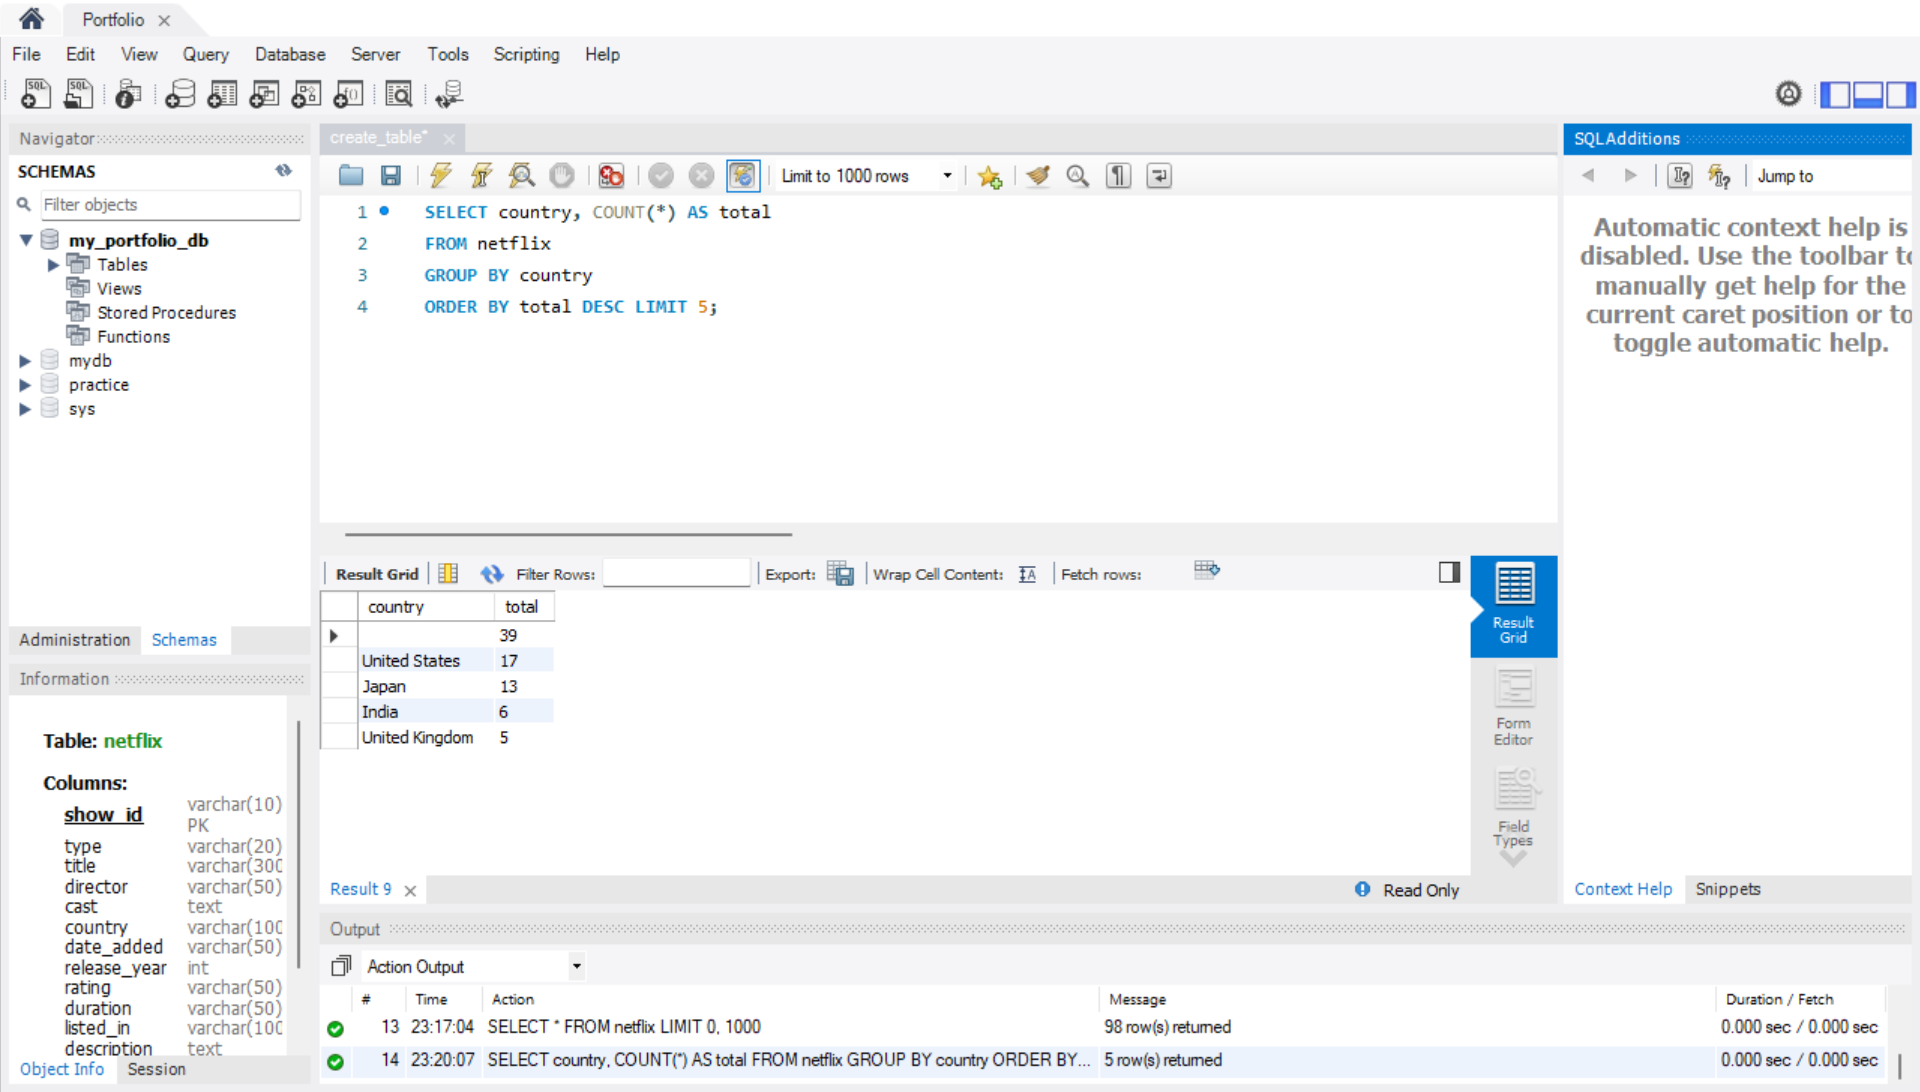 Portfolio
File Edit View Query Database Server Tools Scripting Help
Navigator
SCHEMAS
Filter objects
my_portfolio_db
Tables
Views
Stored Procedures
Functions
mydb
practice
sys
Administration Schemas
Information
Table: netflix
Columns:
show_id varchar(10) PK
type varchar(20)
title varchar(300
director varchar(50)
cast text
country varchar(100
date_added varchar(50)
release_year int
rating varchar(50)
duration varchar(50)
listed_in varchar(100
description text
Object Info Session
create_table*
Limit to 1000 rows
1 SELECT country, COUNT(*) AS total
2 FROM netflix
3 GROUP BY country
4 ORDER BY total DESC LIMIT 5;
Result Grid Filter Rows: Export: Wrap Cell Content: Fetch rows:
country total
39
United States 17
Japan 13
India 6
United Kingdom 5
Result Grid
Form Editor
Field Types
Result 9 Read Only
SQLAdditions
Jump to
Automatic context help is
disabled. Use the toolbar to
manually get help for the
current caret position or to
toggle automatic help.
Context Help Snippets
Output
Action Output
# Time Action Message Duration / Fetch
13 23:17:04 SELECT * FROM netflix LIMIT 0, 1000 98 row(s) returned 0.000 sec / 0.000 sec
14 23:20:07 SELECT country, COUNT(*) AS total FROM netflix GROUP BY country ORDER BY... 5 row(s) returned 0.000 sec / 0.000 sec